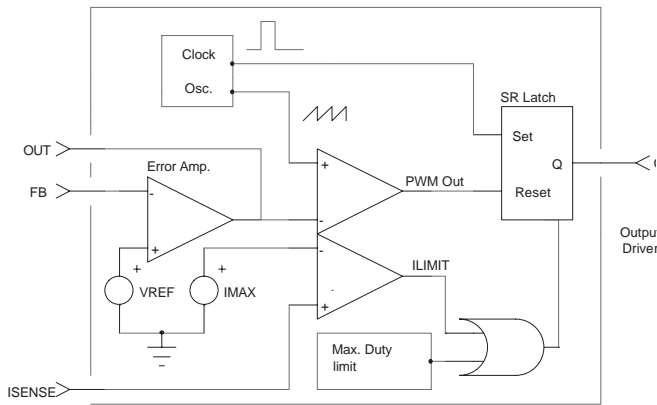 Clock
Osc.
SR Latch
OUT
Error Amp.
Set
Q
FB
-
+
PWM Out
Reset
+
-
-
+
+
+
ILIMIT
VREF
IMAX
Output
Driver
Max. Duty
limit
ISENSE